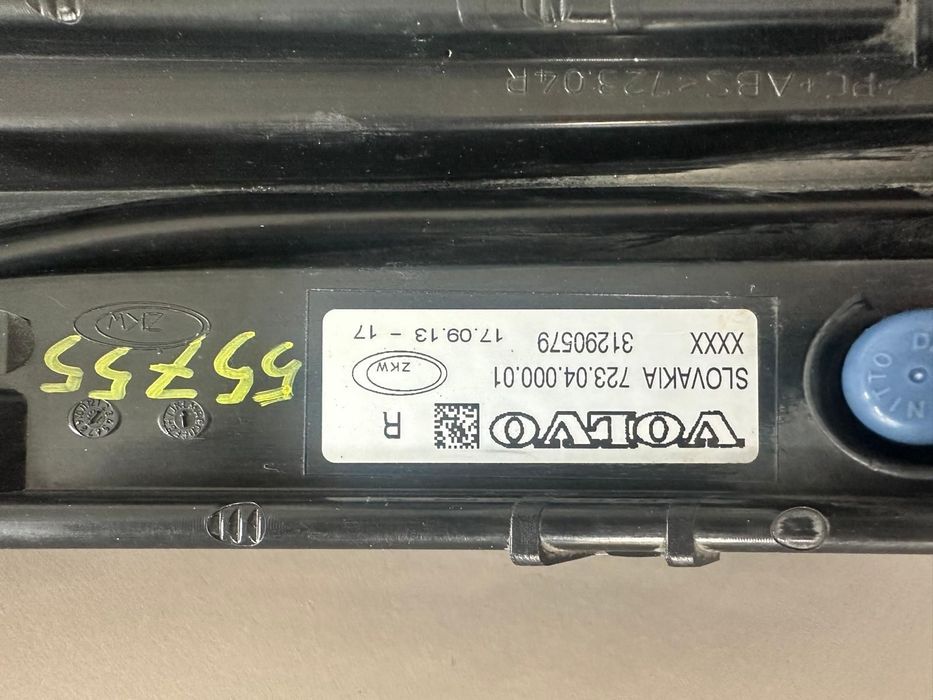 VOLVO R
SLOVAKIA 723.04.000.01 ZKW
XXXX 31290579 17.09.13 - 17
55755
ZKW
>PC+ABS< 723.04R
NITTO